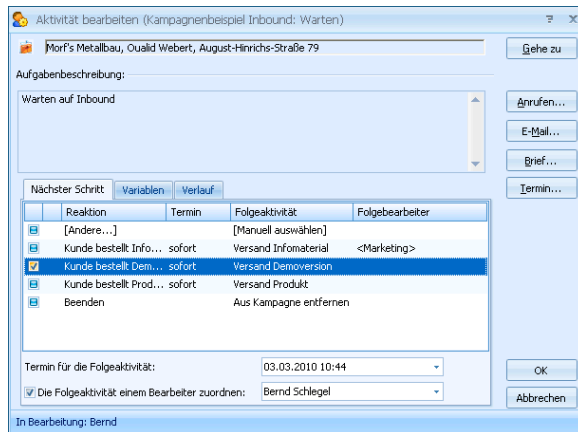 Aktivität bearbeiten (Kampagnenbeispiel Inbound: Warten)
Morf's Metallbau, Oualid Webert, August-Hinrichs-Straße 79
Gehe zu
Aufgabenbeschreibung:
Warten auf Inbound
Anrufen...
E-Mail...
Brief...
Termin...
Nächster Schritt Variablen Verlauf
Reaktion Termin Folgeaktivität Folgebearbeiter
[Andere...] [Manuell auswählen]
Kunde bestellt Info... sofort Versand Infomaterial <Marketing>
Kunde bestellt Dem... sofort Versand Demoversion
Kunde bestellt Prod... sofort Versand Produkt
Beenden Aus Kampagne entfernen
Termin für die Folgeaktivität: 03.03.2010 10:44
Die Folgeaktivität einem Bearbeiter zuordnen: Bernd Schlegel
OK
Abbrechen
In Bearbeitung: Bernd